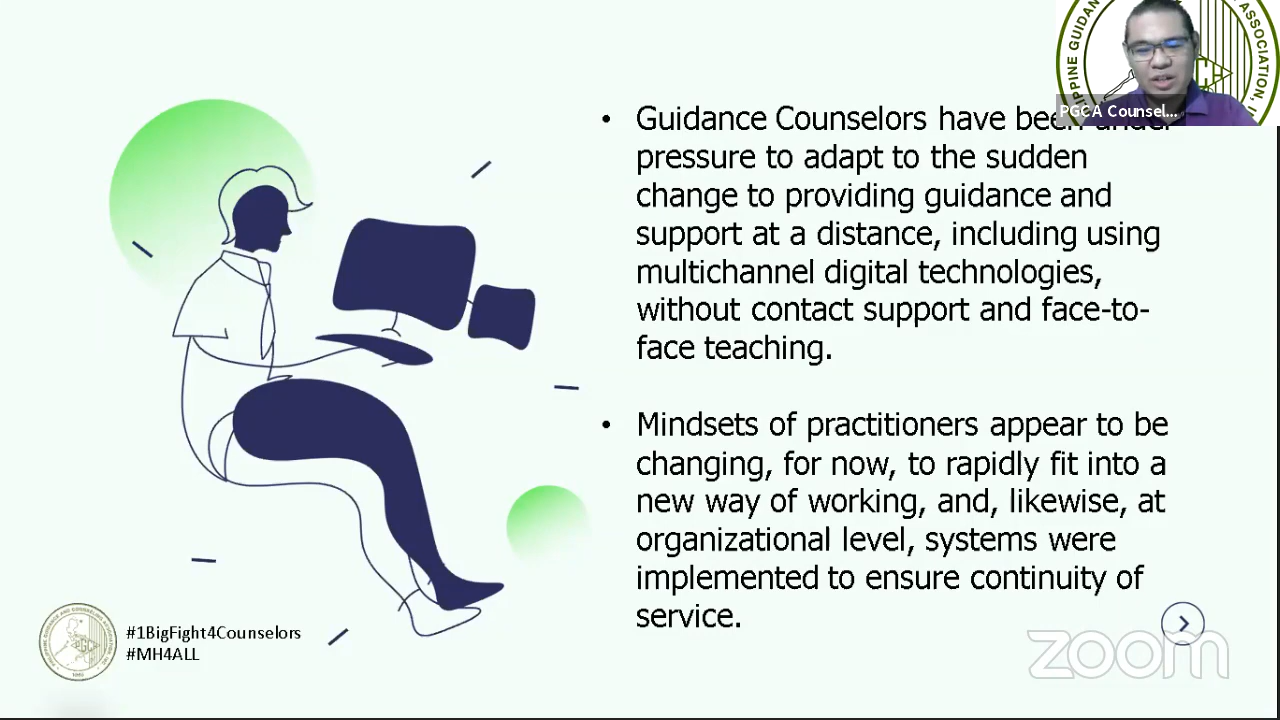 PGCA Counsel...
• Guidance Counselors have been under
pressure to adapt to the sudden
change to providing guidance and
support at a distance, including using
multichannel digital technologies,
without contact support and face-to-
face teaching.
• Mindsets of practitioners appear to be
changing, for now, to rapidly fit into a
new way of working, and, likewise, at
organizational level, systems were
implemented to ensure continuity of
service.
#1BigFight4Counselors
#MH4ALL
zoom